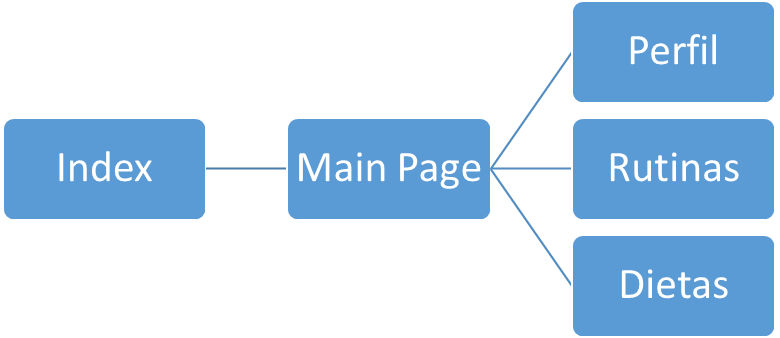 Index
Main Page
Perfil
Rutinas
Dietas